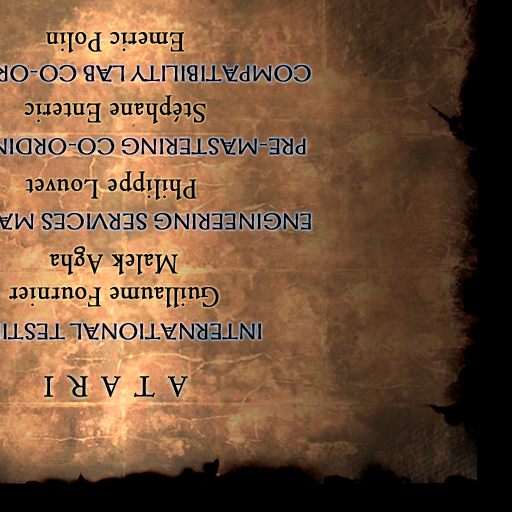 ATARI
INTERNATIONAL TESTI
Guillaume Fournier
Malek Agha
ENGINEERING SERVICES MA
Philippe Louvet
PRE-MASTERING CO-ORDIN
Stéphane Enteric
COMPATIBILITY LAB CO-OR
Emeric Polin